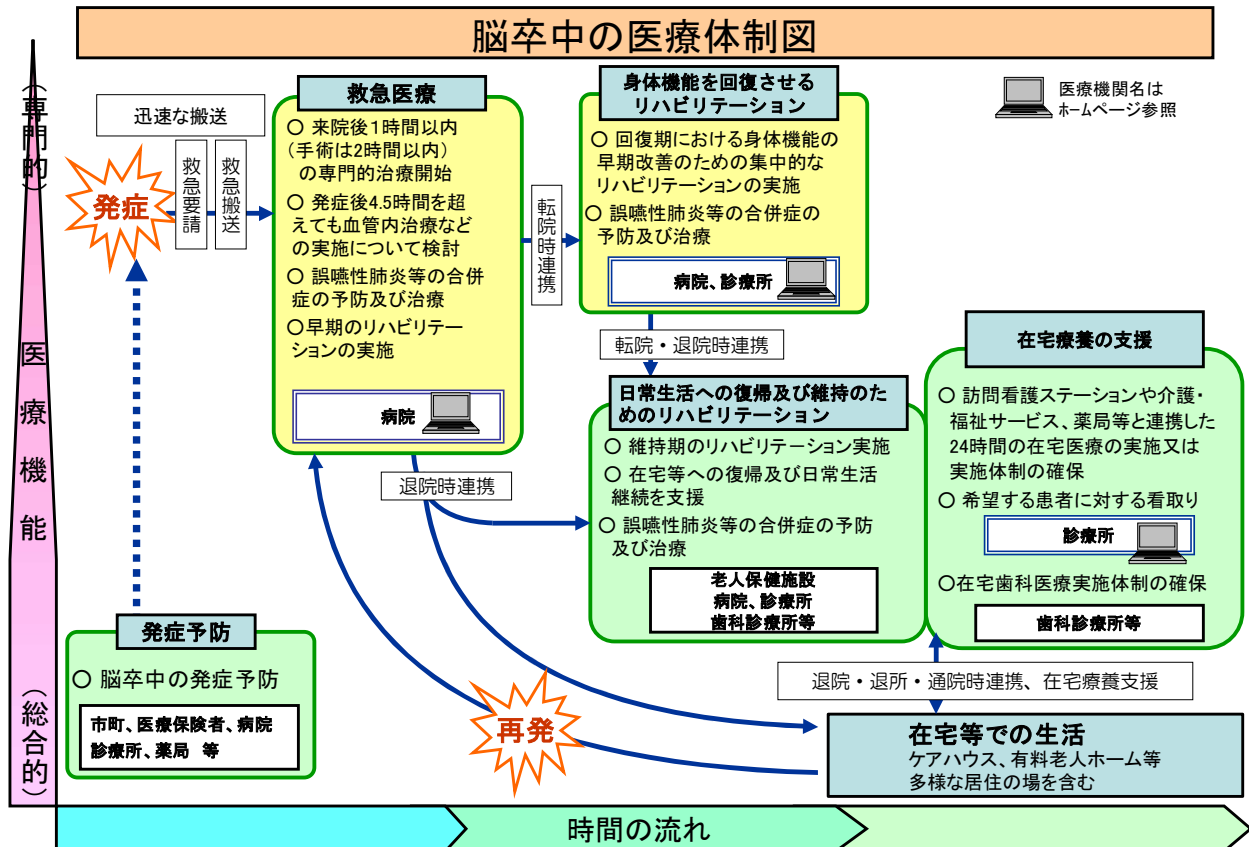 脳卒中の医療体制図
医療機関名は
ホームページ参照
(専門的)
医療機能
(総合的)
迅速な搬送
発症
救急要請
救急搬送
救急医療
○ 来院後1時間以内
(手術は2時間以内)
の専門的治療開始
○ 発症後4.5時間を超
えても血管内治療など
の実施について検討
○ 誤嚥性肺炎等の合併
症の予防及び治療
○早期のリハビリテー
ションの実施
病院
転院時連携
身体機能を回復させる
リハビリテーション
○ 回復期における身体機能の
早期改善のための集中的な
リハビリテーションの実施
○ 誤嚥性肺炎等の合併症の
予防及び治療
病院、診療所
転院・退院時連携
退院時連携
日常生活への復帰及び維持のた
めのリハビリテーション
○ 維持期のリハビリテーション実施
○ 在宅等への復帰及び日常生活
継続を支援
○ 誤嚥性肺炎等の合併症の予防
及び治療
老人保健施設
病院、診療所
歯科診療所等
在宅療養の支援
○ 訪問看護ステーションや介護・
福祉サービス、薬局等と連携した
24時間の在宅医療の実施又は
実施体制の確保
○ 希望する患者に対する看取り
診療所
○在宅歯科医療実施体制の確保
歯科診療所等
発症予防
○ 脳卒中の発症予防
市町、医療保険者、病院
診療所、薬局 等
再発
退院・退所・通院時連携、在宅療養支援
在宅等での生活
ケアハウス、有料老人ホーム等
多様な居住の場を含む
時間の流れ